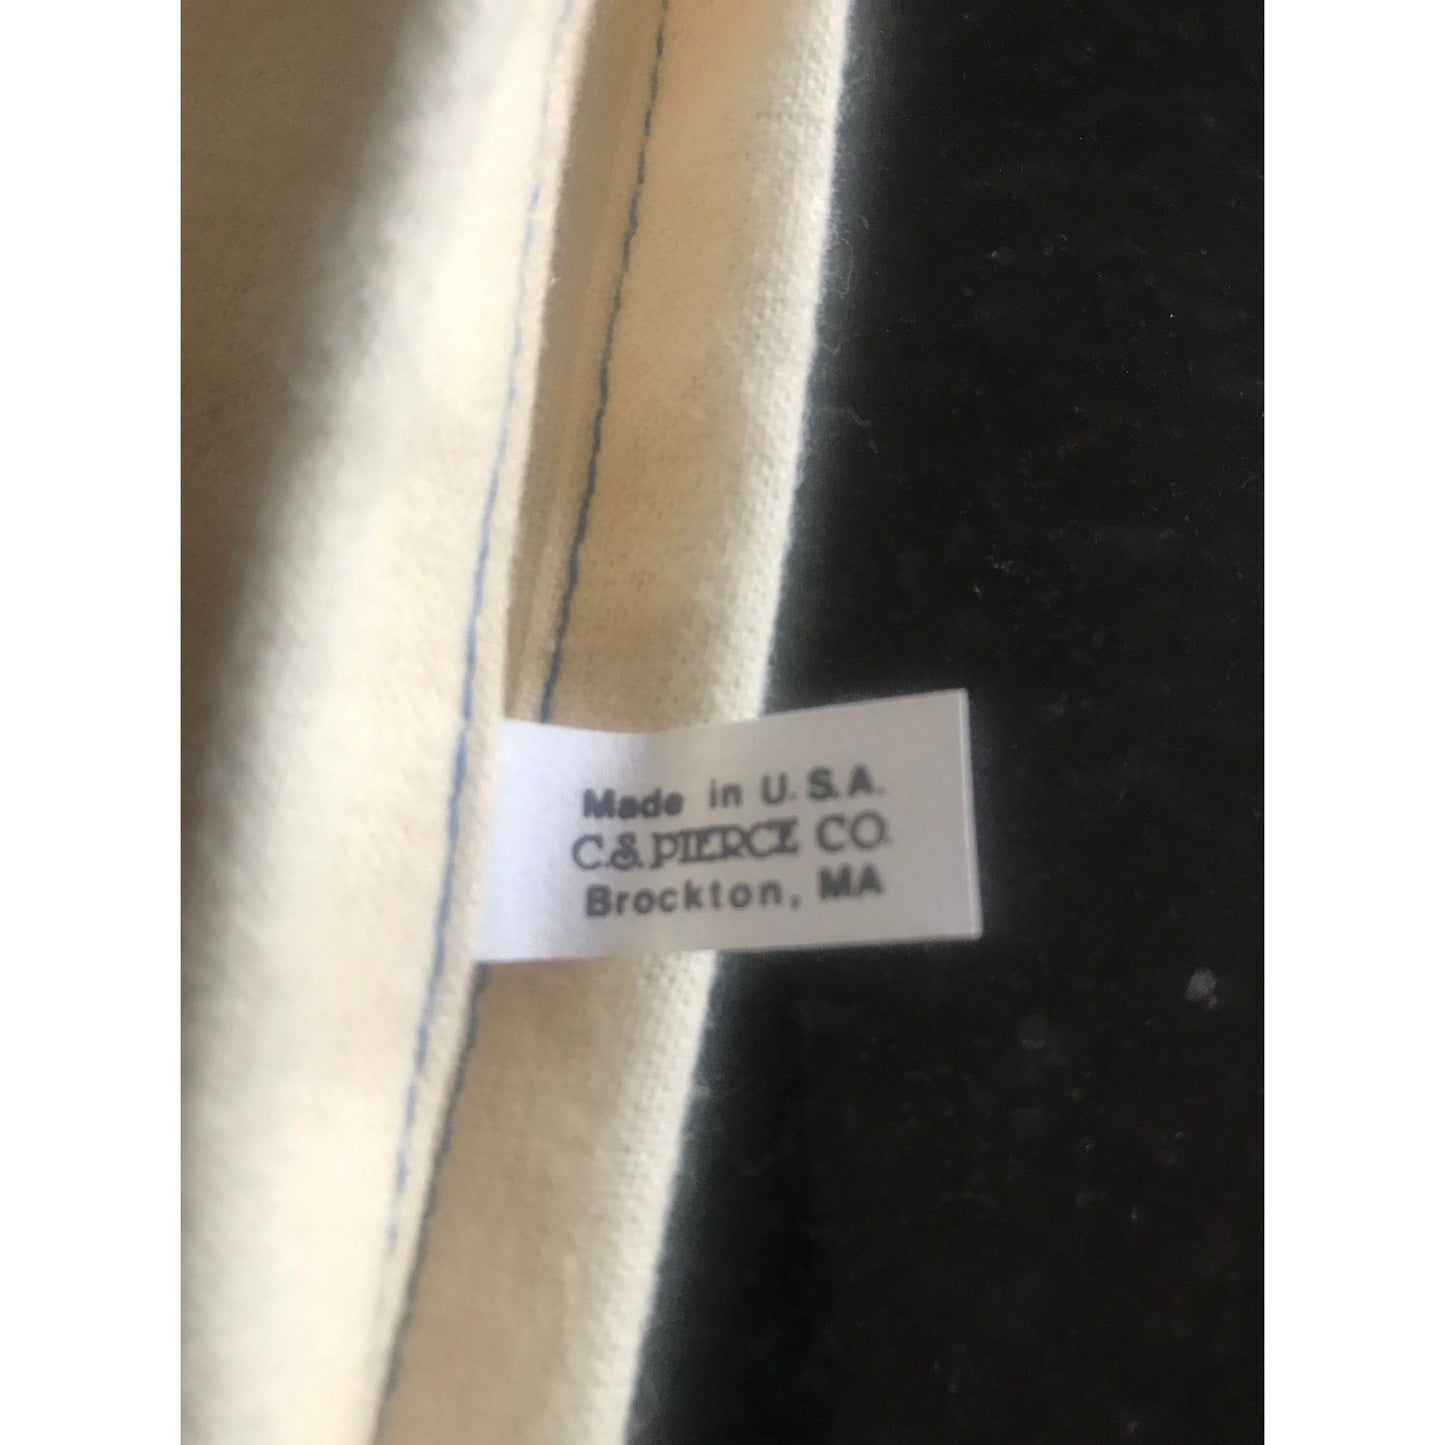 Made in U.S.A.
C.S. PIERCE CO.
Brockton, MA